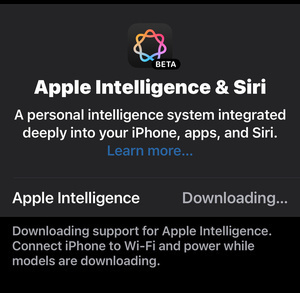 BETA
Apple Intelligence & Siri
A personal intelligence system integrated
deeply into your iPhone, apps, and Siri.
Learn more...
Apple Intelligence Downloading...
Downloading support for Apple Intelligence.
Connect iPhone to Wi-Fi and power while
models are downloading.